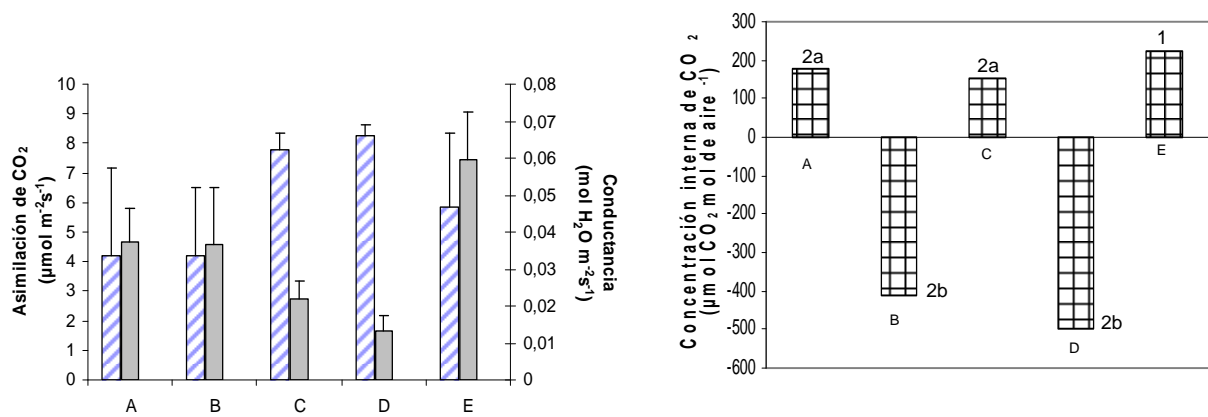 Asimilación de CO2
(µmol m-2s-1)
10
9
8
7
6
5
4
3
2
1
0
A B C D E
0,08
0,07
0,06
0,05
0,04
0,03
0,02
0,01
0
Conductancia
(mol H2O m-2s-1)
Concentración interna de CO 2
(µmol CO2 mol de aire -1)
300
200
100
0
-100
-200
-300
-400
-500
-600
2a
2a
1
A
C
E
2b
B
2b
D